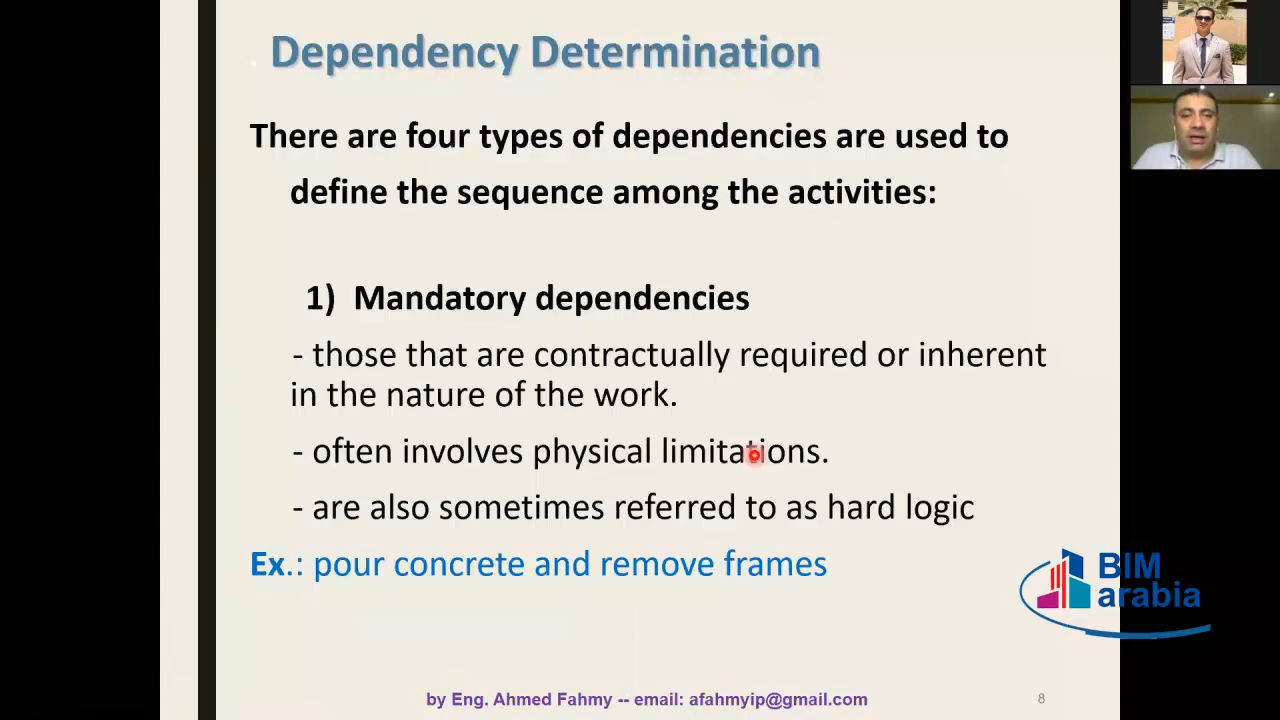 . Dependency Determination
There are four types of dependencies are used to
define the sequence among the activities:
1) Mandatory dependencies
- those that are contractually required or inherent
in the nature of the work.
- often involves physical limitations.
- are also sometimes referred to as hard logic
Ex.: pour concrete and remove frames
BIM
arabia
by Eng. Ahmed Fahmy -- email: afahmyip@gmail.com
8